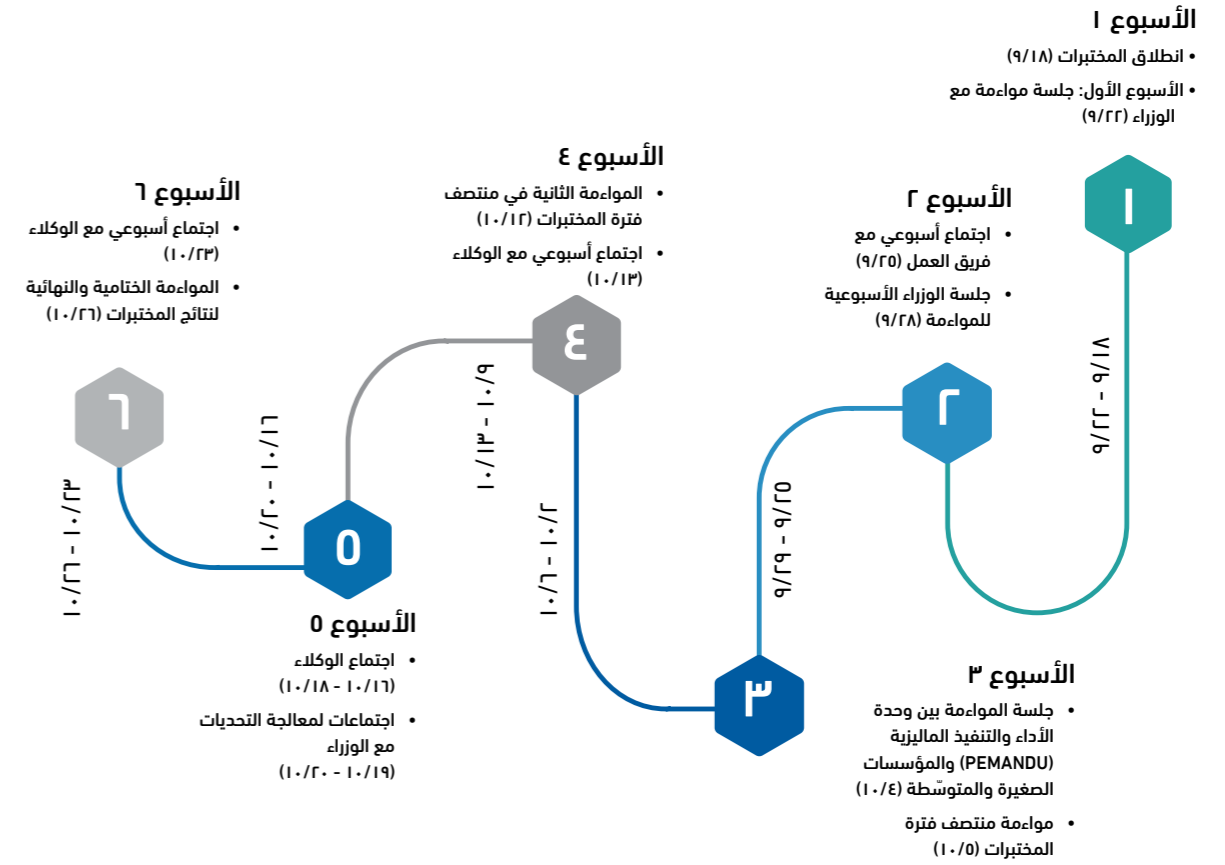 الأسبوع ١
• انطلاق المختبرات (٩/١٨)
• الأسبوع الأول: جلسة مواءمة مع
الوزراء (٩/٢٢)
١
٩/١٨ - ٩/٢٢
الأسبوع ٢
• اجتماع أسبوعي مع
فريق العمل (٩/٢٥)
• جلسة الوزراء الأسبوعية
للمواءمة (٩/٢٨)
٢
٩/٢٥ - ٩/٢٩
الأسبوع ٣
• جلسة المواءمة بين وحدة
الأداء والتنفيذ الماليزية
(PEMANDU) والمؤسسات
الصغيرة والمتوسّطة (١٠/٤)
• مواءمة منتصف فترة
المختبرات (١٠/٥)
٣
١٠/٢ - ١٠/٦
الأسبوع ٤
• المواءمة الثانية في منتصف
فترة المختبرات (١٠/١٢)
• اجتماع أسبوعي مع الوكلاء
(١٠/١٣)
٤
١٠/٩ - ١٠/١٣
الأسبوع ٥
• اجتماع الوكلاء
(١٠/١٦ - ١٠/١٨)
• اجتماعات لمعالجة التحديات
مع الوزراء
(١٠/١٩ - ١٠/٢٠)
٥
١٠/١٦ - ١٠/٢٠
الأسبوع ٦
• اجتماع أسبوعي مع الوكلاء
(١٠/٢٣)
• المواءمة الختامية والنهائية
لنتائج المختبرات (١٠/٢٦)
٦
١٠/٢٣ - ١٠/٢٦